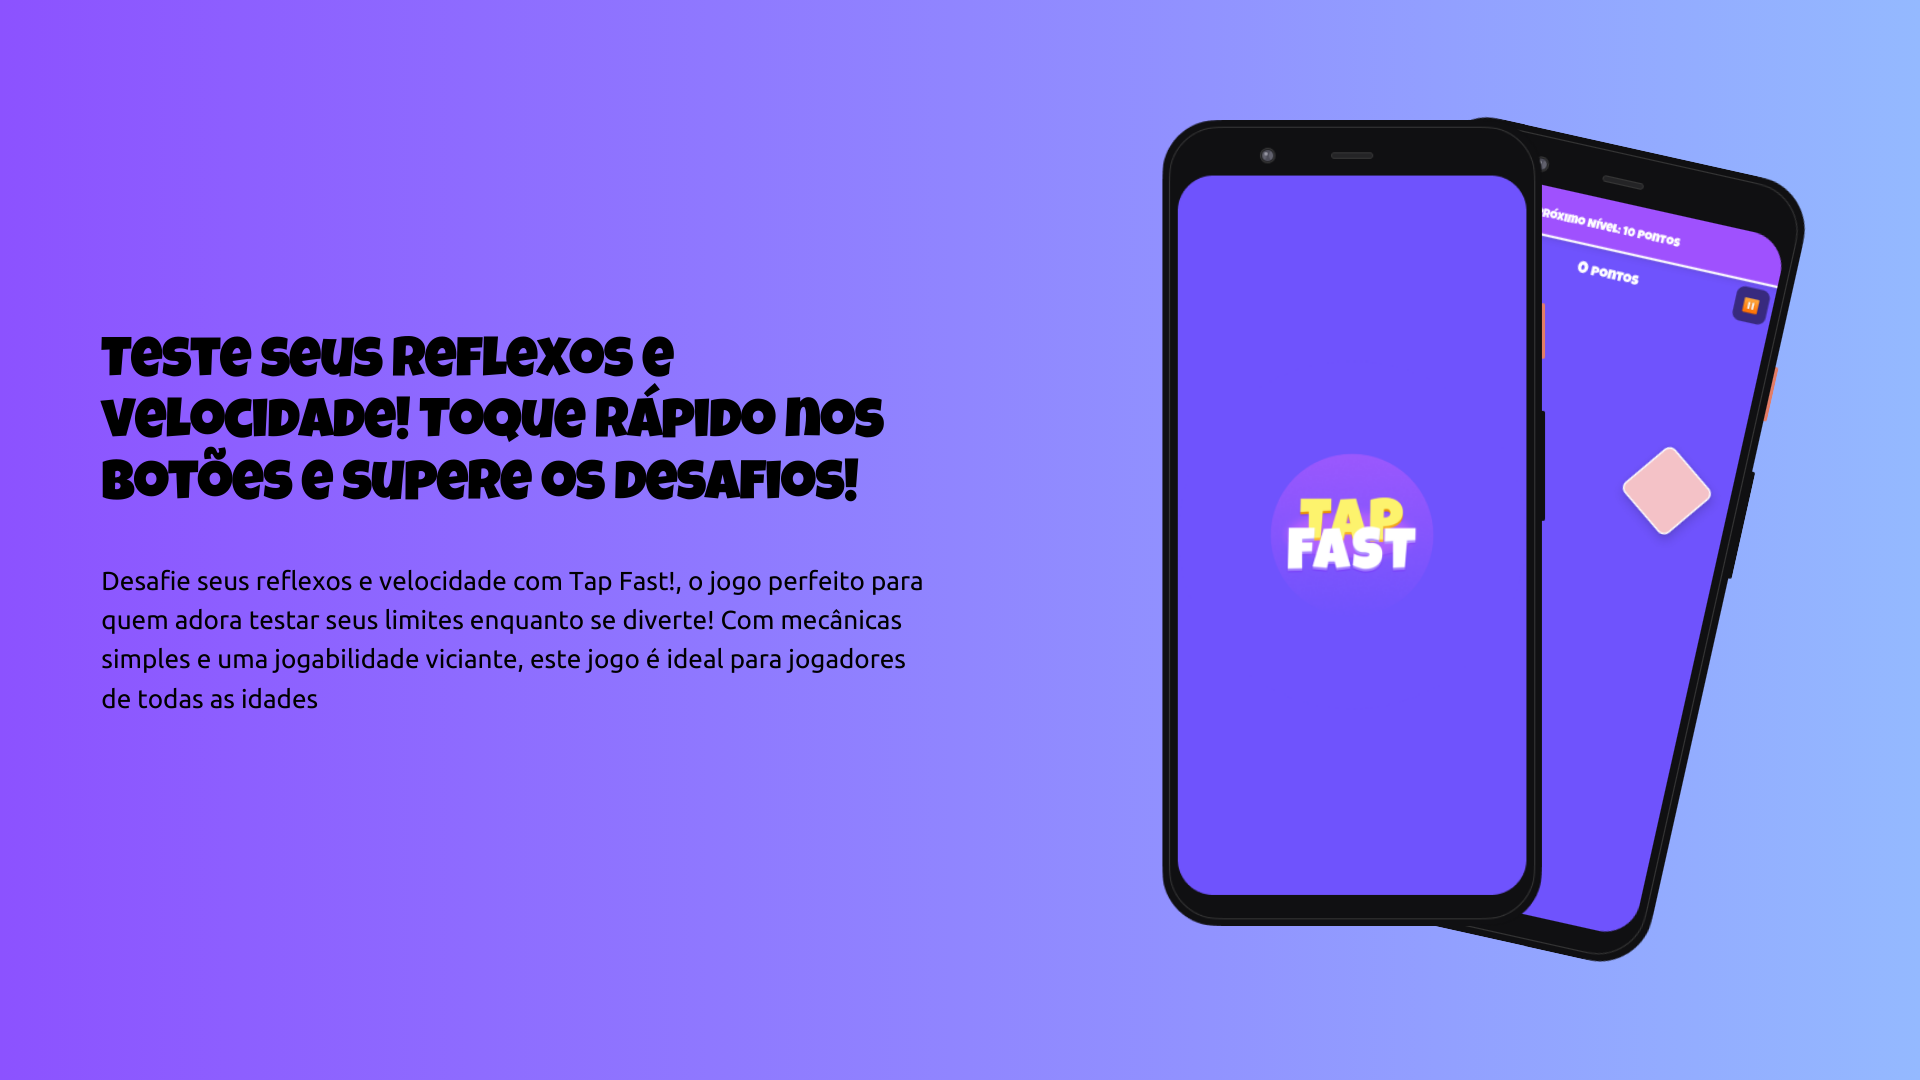 Teste seus reflexos e
velocidade! Toque rápido nos
botões e supere os desafios!
Desafie seus reflexos e velocidade com Tap Fast!, o jogo perfeito para
quem adora testar seus limites enquanto se diverte! Com mecânicas
simples e uma jogabilidade viciante, este jogo é ideal para jogadores
de todas as idades
TAP
FAST
Próximo nível: 10 pontos
0 pontos